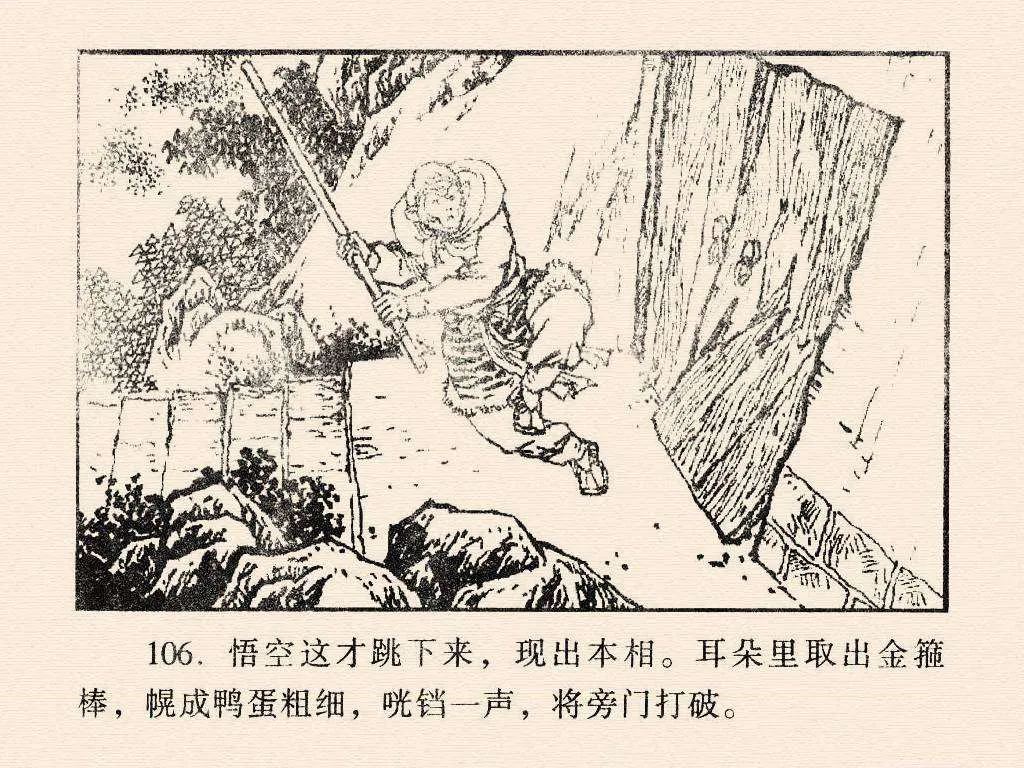 106. 悟空这才跳下来，现出本相。耳朵里取出金箍
棒，幌成鸭蛋粗细，咣铛一声，将旁门打破。